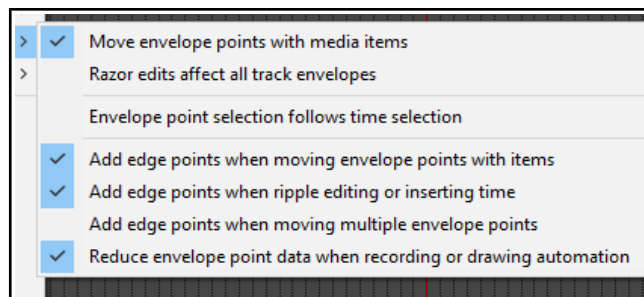 Move envelope points with media items
Razor edits affect all track envelopes
Envelope point selection follows time selection
Add edge points when moving envelope points with items
Add edge points when ripple editing or inserting time
Add edge points when moving multiple envelope points
Reduce envelope point data when recording or drawing automation